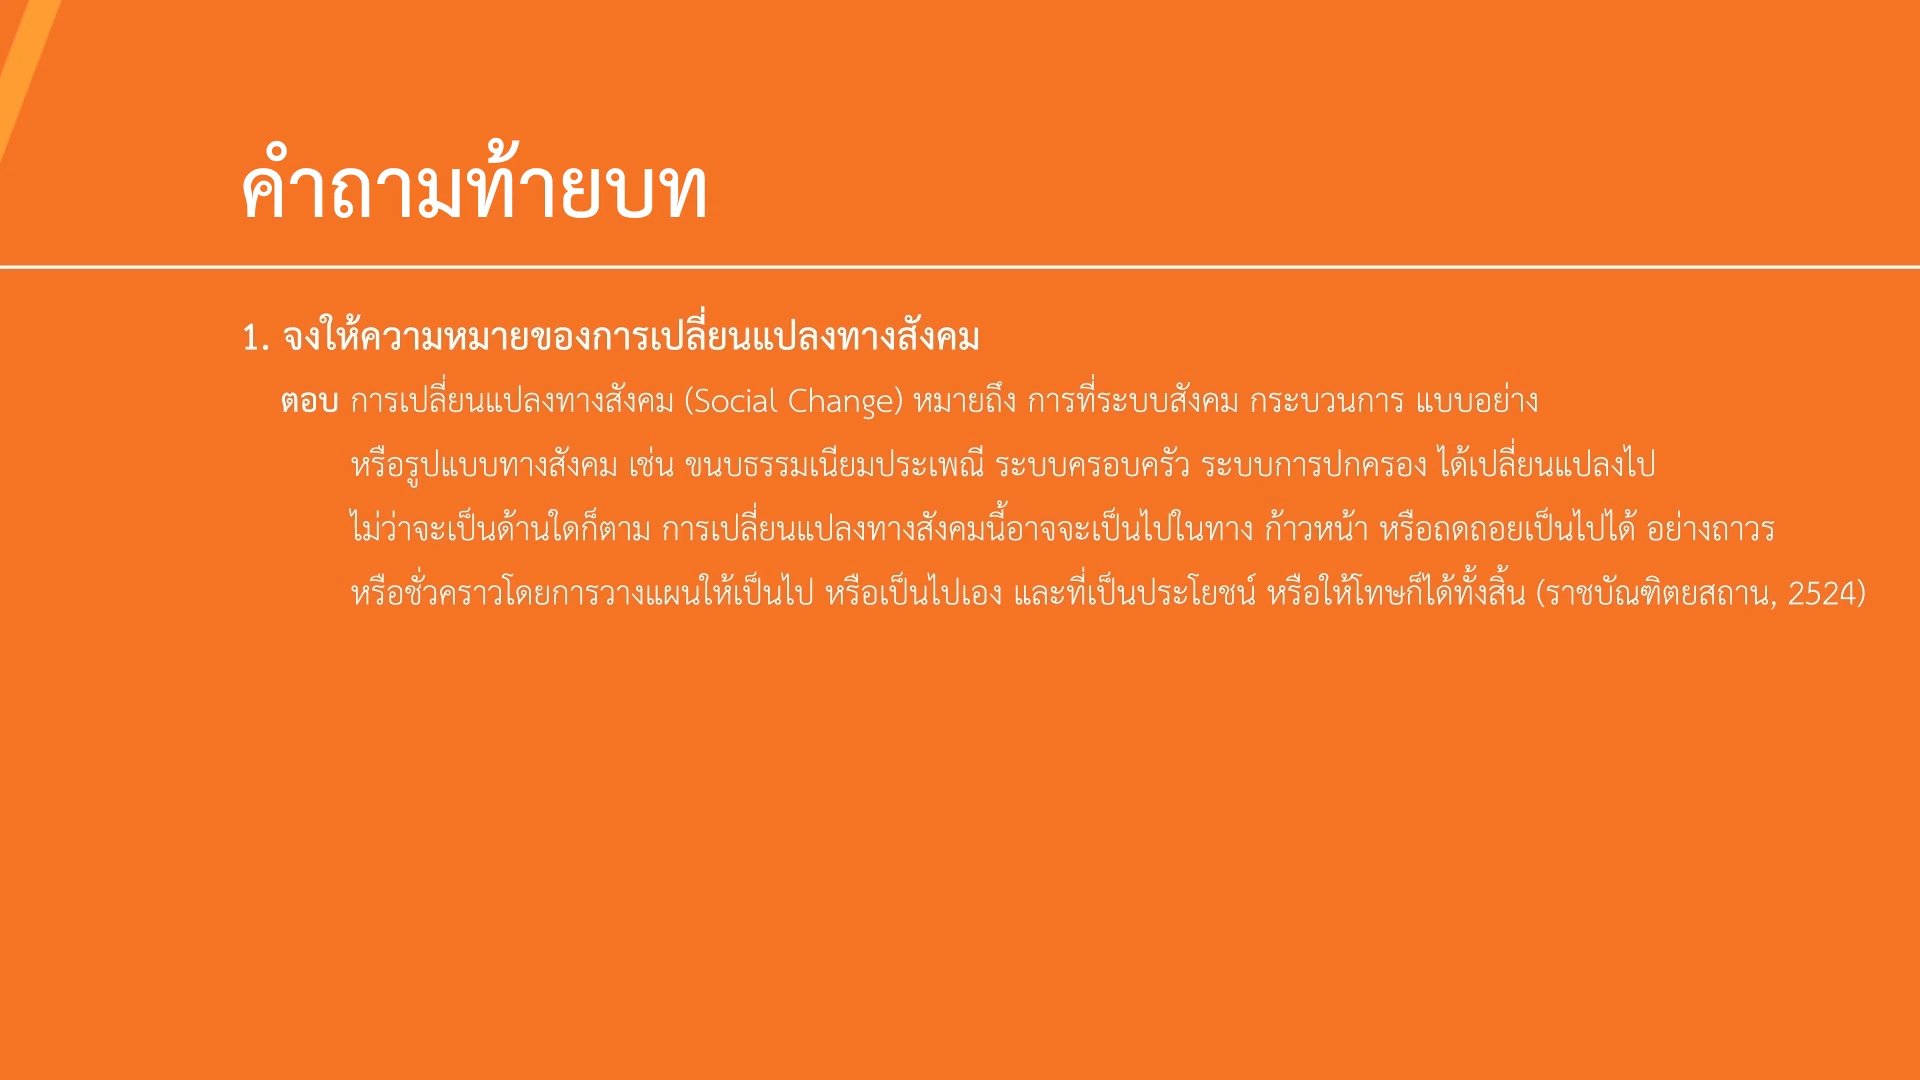 คำถามท้ายบท
1. จงให้ความหมายของการเปลี่ยนแปลงทางสังคม
ตอบ การเปลี่ยนแปลงทางสังคม (Social Change) หมายถึง การที่ระบบสังคม กระบวนการ แบบอย่าง
หรือรูปแบบทางสังคม เช่น ขนบธรรมเนียมประเพณี ระบบครอบครัว ระบบการปกครอง ได้เปลี่ยนแปลงไป
ไม่ว่าจะเป็นด้านใดก็ตาม การเปลี่ยนแปลงทางสังคมนี้อาจจะเป็นไปในทาง ก้าวหน้า หรือถดถอยเป็นไปได้ อย่างถาวร
หรือชั่วคราวโดยการวางแผนให้เป็นไป หรือเป็นไปเอง และที่เป็นประโยชน์ หรือให้โทษก็ได้ทั้งสิ้น (ราชบัณฑิตยสถาน, 2524)